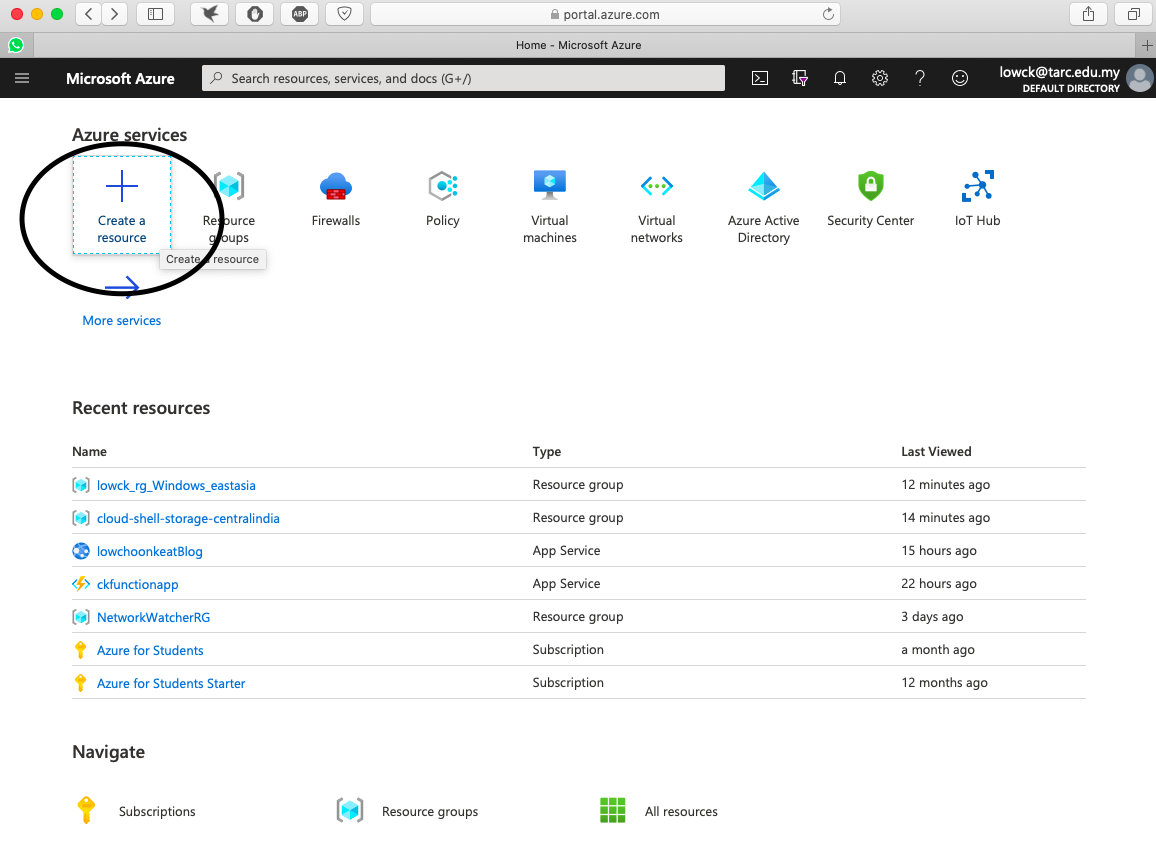 ABP
portal.azure.com
Home - Microsoft Azure
Microsoft Azure
Search resources, services, and docs (G+/)
lowck@tarc.edu.my
DEFAULT DIRECTORY
Azure services
Create a
resource
Resource
groups
Firewalls
Policy
Virtual
machines
Virtual
networks
Azure Active
Directory
Security Center
IoT Hub
Create a resource
More services
Recent resources
Name Type Last Viewed
lowck_rg_Windows_eastasia Resource group 12 minutes ago
cloud-shell-storage-centralindia Resource group 14 minutes ago
lowchoonkeatBlog App Service 15 hours ago
ckfunctionapp App Service 22 hours ago
NetworkWatcherRG Resource group 3 days ago
Azure for Students Subscription a month ago
Azure for Students Starter Subscription 12 months ago
Navigate
Subscriptions Resource groups All resources